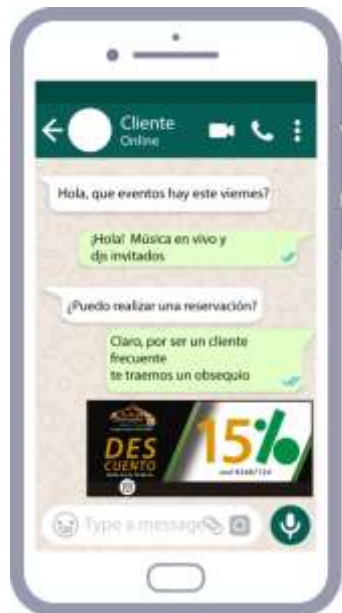 Cliente
Online
Hola, que eventos hay este viernes?
¡Hola! Música en vivo y
djs invitados
¿Puedo realizar una reservación?
Claro, por ser un cliente
frecuente
te traemos un obsequio
DES
CUENTO
15%
Type a message